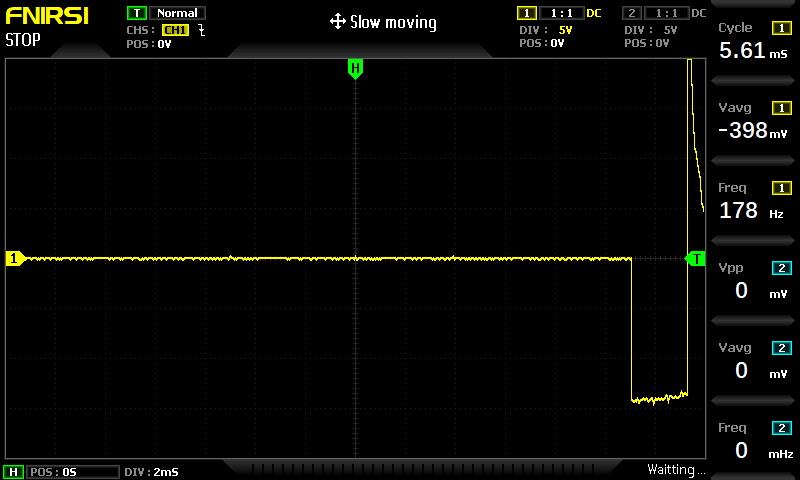 FNIRSI
STOP
T Normal
CHS: CH1
POS: 0V
Slow moving
1 1:1 DC
DIV: 5V
POS: 0V
2 1:1 DC
DIV: 5V
POS: 0V
H
1
T
Cycle 1
5.61 mS
Vavg 1
-398 mV
Freq 1
178 Hz
Vpp 2
0 mV
Vavg 2
0 mV
Freq 2
0 mHz
H POS: 0S DIV: 2mS
Waitting...